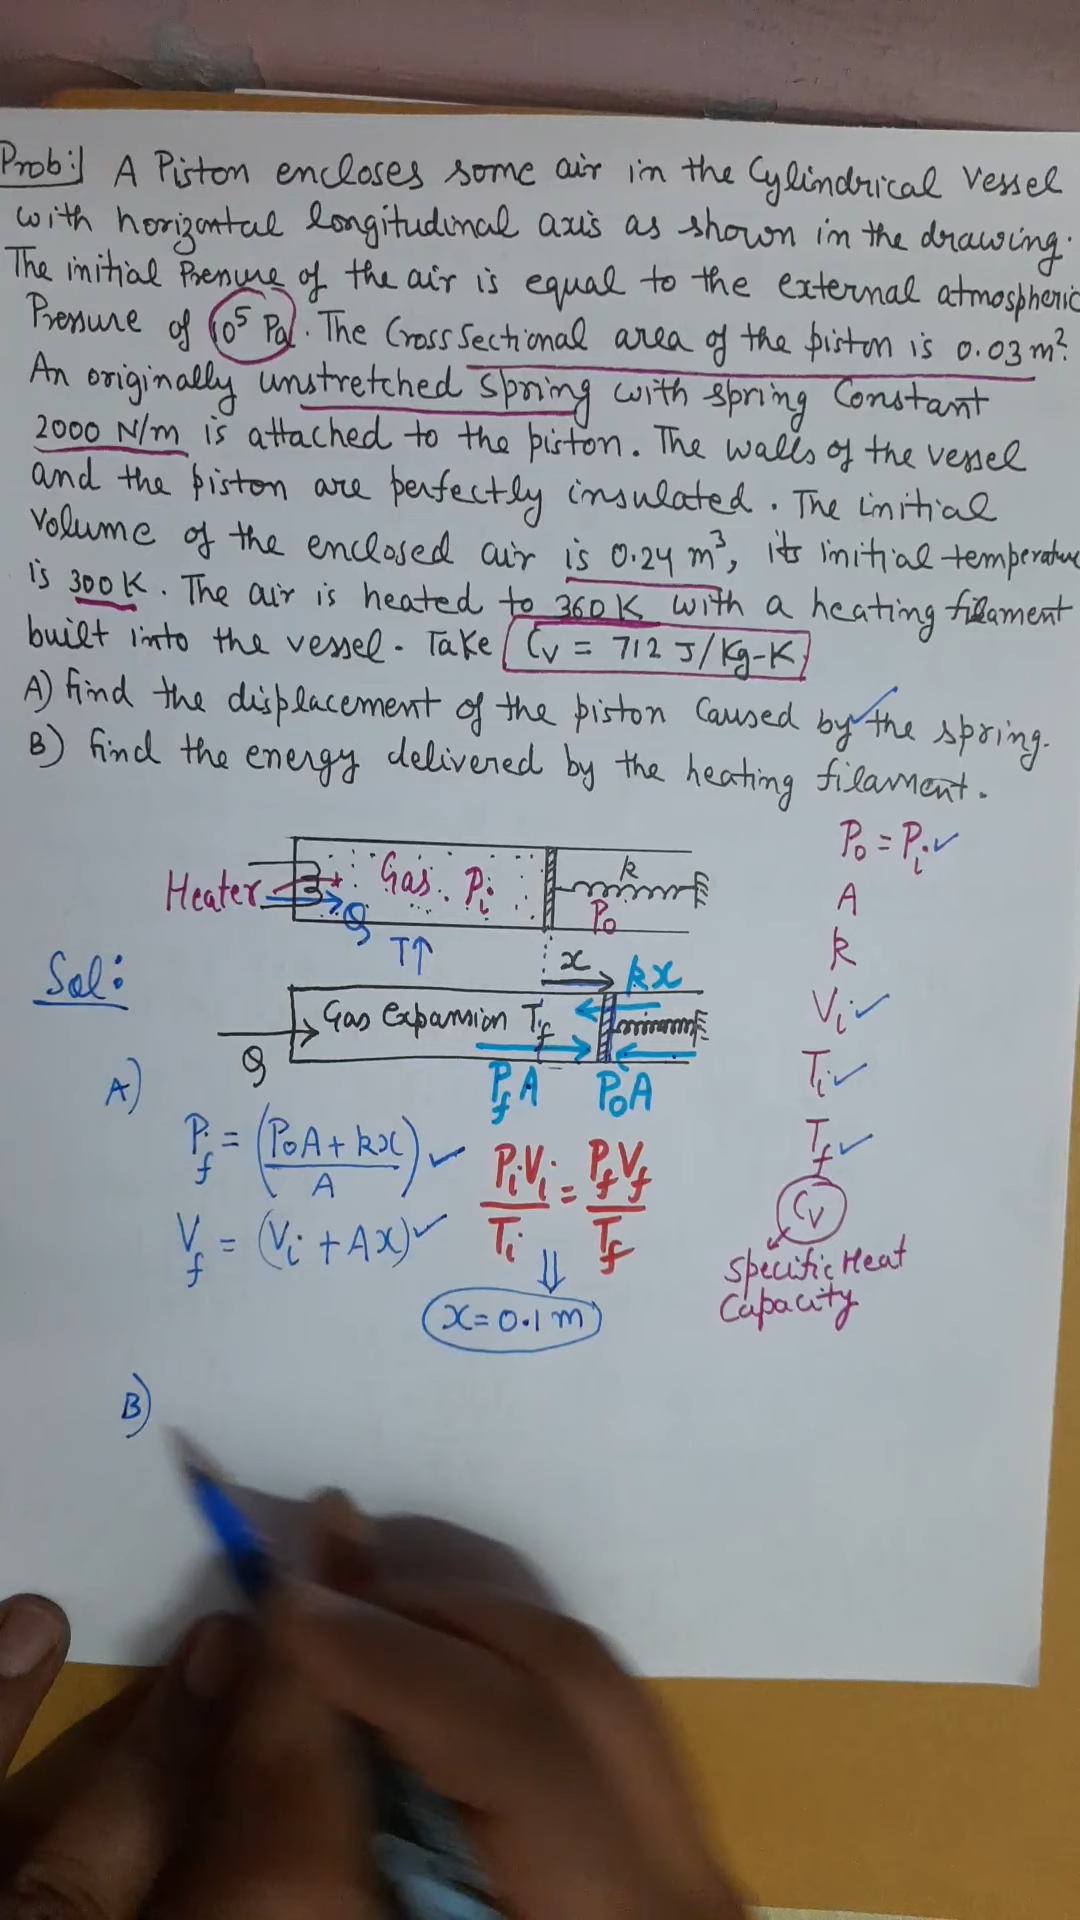 Prob:] A Piston encloses some air in the Cylindrical vessel
with horizontal longitudinal axis as shown in the drawing.
The initial Pressure of the air is equal to the external atmospheric
Pressure of 10⁵ Pa. The Cross Sectional area of the piston is 0.03 m².
An originally unstretched spring with spring Constant
2000 N/m is attached to the piston. The walls of the vessel
and the piston are perfectly insulated. The initial
volume of the enclosed air is 0.24 m³, its initial temperature
is 300 K. The air is heated to 360 K with a heating filament
built into the vessel. Take Cv = 712 J/Kg-K
A) find the displacement of the piston caused by the spring.
B) find the energy delivered by the heating filament.
P₀ = Pᵢ ✓
Heater
Gas. Pᵢ
k
P₀
A
Q
T↑
k
Sol:
x
kx
Gas Expansion T_f
Vᵢ ✓
Q
P_f A
P₀A
Tᵢ ✓
A)
P_f = (P₀A + kx / A) ✓
PᵢVᵢ / Tᵢ = P_f V_f / T_f
T_f ✓
V_f = (Vᵢ + Ax) ✓
Cv
⇓
Specific Heat
Capacity
x = 0.1 m
B)